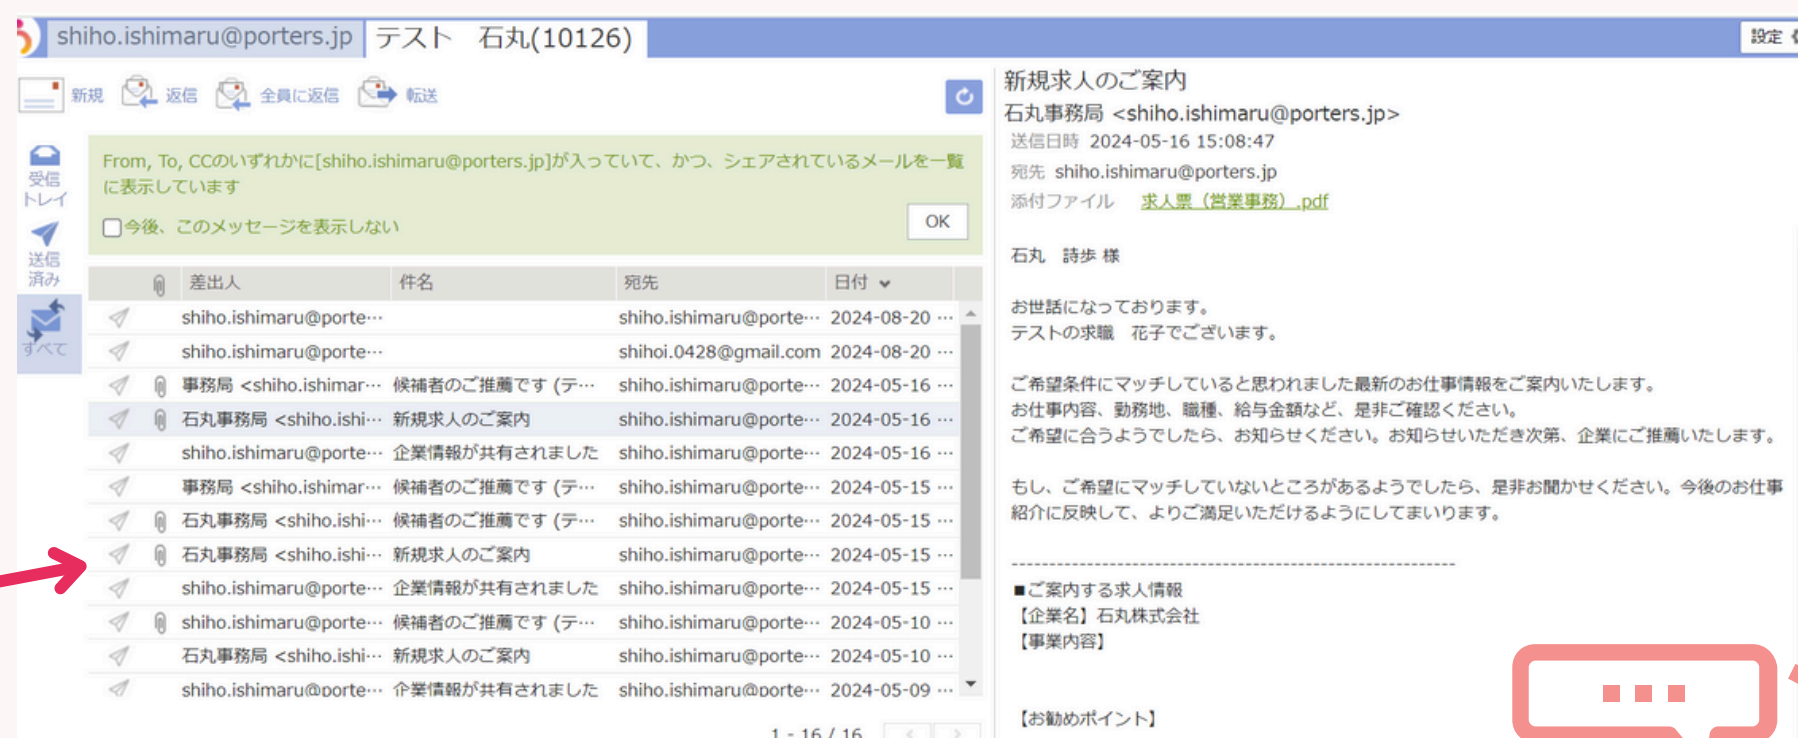 shiho.ishimaru@porters.jp テスト　石丸(10126) 設定
新規 返信 全員に返信 転送
受信
トレイ
送信
済み
すべて
From, To, CCのいずれかに[shiho.ishimaru@porters.jp]が入っていて、かつ、シェアされているメールを一覧
に表示しています
今後、このメッセージを表示しない OK
差出人 件名 宛先 日付
shiho.ishimaru@porte… shiho.ishimaru@porte… 2024-08-20 …
shiho.ishimaru@porte… shihoi.0428@gmail.com 2024-08-20 …
事務局 <shiho.ishimar… 候補者のご推薦です (テ… shiho.ishimaru@porte… 2024-05-16 …
石丸事務局 <shiho.ishi… 新規求人のご案内 shiho.ishimaru@porte… 2024-05-16 …
shiho.ishimaru@porte… 企業情報が共有されました shiho.ishimaru@porte… 2024-05-16 …
事務局 <shiho.ishimar… 候補者のご推薦です (テ… shiho.ishimaru@porte… 2024-05-15 …
石丸事務局 <shiho.ishi… 候補者のご推薦です (テ… shiho.ishimaru@porte… 2024-05-15 …
石丸事務局 <shiho.ishi… 新規求人のご案内 shiho.ishimaru@porte… 2024-05-15 …
shiho.ishimaru@porte… 企業情報が共有されました shiho.ishimaru@porte… 2024-05-15 …
shiho.ishimaru@porte… 候補者のご推薦です (テ… shiho.ishimaru@porte… 2024-05-10 …
石丸事務局 <shiho.ishi… 新規求人のご案内 shiho.ishimaru@porte… 2024-05-10 …
shiho.ishimaru@porte… 企業情報が共有されました shiho.ishimaru@porte… 2024-05-09 …
1 - 16 / 16
新規求人のご案内
石丸事務局 <shiho.ishimaru@porters.jp>
送信日時 2024-05-16 15:08:47
宛先 shiho.ishimaru@porters.jp
添付ファイル 求人票（営業事務）.pdf
石丸　詩歩 様
お世話になっております。
テストの求職　花子でございます。
ご希望条件にマッチしていると思われました最新のお仕事情報をご案内いたします。
お仕事内容、勤務地、職種、給与金額など、是非ご確認ください。
ご希望に合うようでしたら、お知らせください。お知らせいただき次第、企業にご推薦いたします。
もし、ご希望にマッチしていないところがあるようでしたら、是非お聞かせください。今後のお仕事
紹介に反映して、よりご満足いただけるようにしてまいります。
------------------------------------------------------------
■ご案内する求人情報
【企業名】石丸株式会社
【事業内容】
【お勧めポイント】